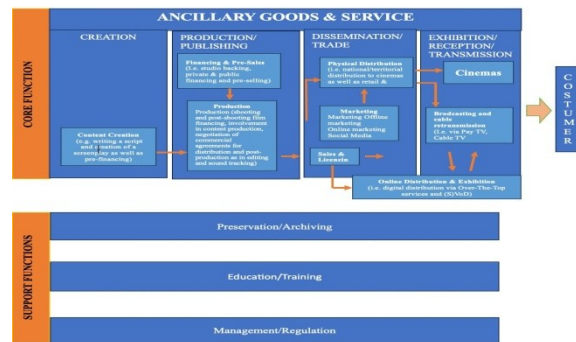 ANCILLARY GOODS & SERVICE
CORE FUNCTION
CREATION
PRODUCTION/
PUBLISHING
DISSEMINATION/
TRADE
EXHIBITION/
RECEPTION/
TRANSMISSION
Financing & Pre-Sales
(i.e. studio backing,
private & public
financing and pre-selling)
Physical Distribution
(i.e. national/territorial
distribution to cinemas
as well as retail &
Cinemas
Content Creation
(e.g. writing a script
and creation of a
screenplay as well as
pre-financing)
Production
Production (shooting
and post-shooting film
financing, involvement
in content production,
negotiation of
commercial
agreements for
distribution and post-
production as in editing
and sound tracking)
Marketing
Marketing Offline
marketing
Online marketing
Social Media
Brodcasting and
cable
retransmission
(i.e. via Pay TV,
Cable TV
Sales &
Online Distribution & Exhibition
(i.e. digital distribution via Over-The-Top
services and (S)VoD)
COSTUMER
SUPPORT FUNCTIONS
Preservation/Archiving
Education/Training
Management/Regulation